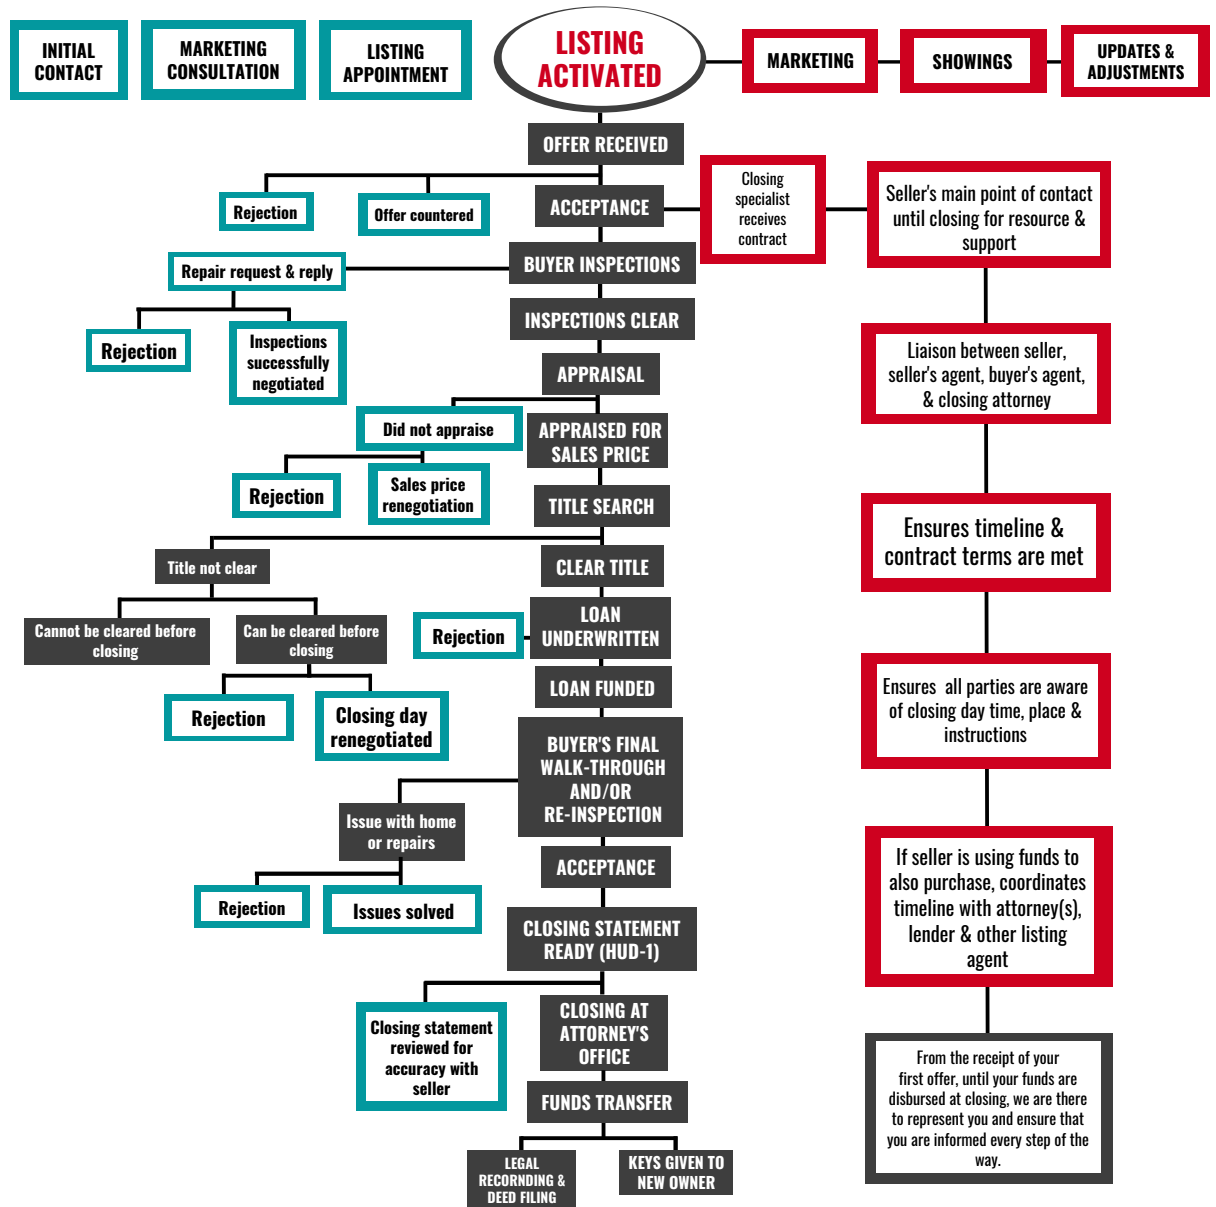 INITIAL
CONTACT
MARKETING
CONSULTATION
LISTING
APPOINTMENT
LISTING
ACTIVATED
MARKETING
SHOWINGS
UPDATES &
ADJUSTMENTS
OFFER RECEIVED
Rejection
Offer countered
ACCEPTANCE
Closing
specialist
receives
contract
Seller's main point of contact
until closing for resource &
support
Repair request & reply
BUYER INSPECTIONS
Rejection
Inspections
successfully
negotiated
INSPECTIONS CLEAR
Liaison between seller,
seller's agent, buyer's agent,
& closing attorney
APPRAISAL
Did not appraise
APPRAISED FOR
SALES PRICE
Rejection
Sales price
renegotiation
TITLE SEARCH
Ensures timeline &
contract terms are met
Title not clear
CLEAR TITLE
Cannot be cleared before
closing
Can be cleared before
closing
Rejection
LOAN
UNDERWRITTEN
Rejection
Closing day
renegotiated
LOAN FUNDED
Ensures  all parties are aware
of closing day time, place &
instructions
BUYER'S FINAL
WALK-THROUGH
AND/OR
RE-INSPECTION
Issue with home
or repairs
Rejection
Issues solved
ACCEPTANCE
If seller is using funds to
also purchase, coordinates
timeline with attorney(s),
lender & other listing
agent
CLOSING STATEMENT
READY (HUD-1)
Closing statement
reviewed for
accuracy with
seller
CLOSING AT
ATTORNEY'S
OFFICE
From the receipt of your
first offer, until your funds are
disbursed at closing, we are there
to represent you and ensure that
you are informed every step of the
way.
FUNDS TRANSFER
LEGAL
RECORNDING &
DEED FILING
KEYS GIVEN TO
NEW OWNER